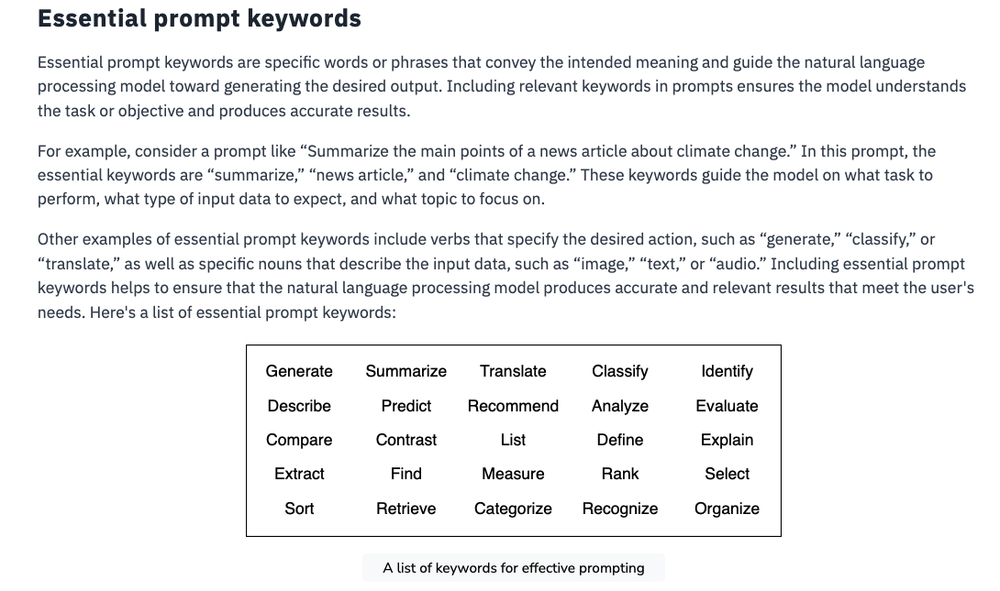 Essential prompt keywords
Essential prompt keywords are specific words or phrases that convey the intended meaning and guide the natural language
processing model toward generating the desired output. Including relevant keywords in prompts ensures the model understands
the task or objective and produces accurate results.
For example, consider a prompt like “Summarize the main points of a news article about climate change.” In this prompt, the
essential keywords are “summarize,” “news article,” and “climate change.” These keywords guide the model on what task to
perform, what type of input data to expect, and what topic to focus on.
Other examples of essential prompt keywords include verbs that specify the desired action, such as “generate,” “classify,” or
“translate,” as well as specific nouns that describe the input data, such as “image,” “text,” or “audio.” Including essential prompt
keywords helps to ensure that the natural language processing model produces accurate and relevant results that meet the user's
needs. Here's a list of essential prompt keywords:
Generate Summarize Translate Classify Identify
Describe Predict Recommend Analyze Evaluate
Compare Contrast List Define Explain
Extract Find Measure Rank Select
Sort Retrieve Categorize Recognize Organize
A list of keywords for effective prompting